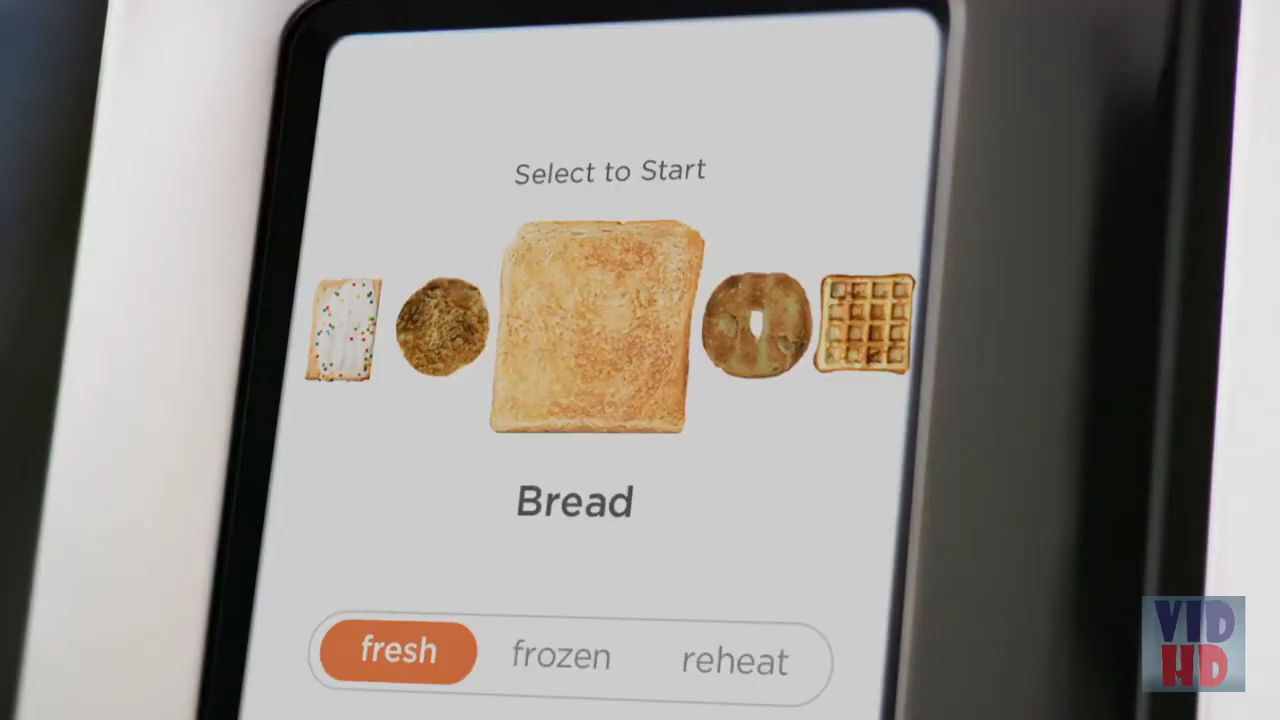 Select to Start
Bread
fresh frozen reheat
VID
HD